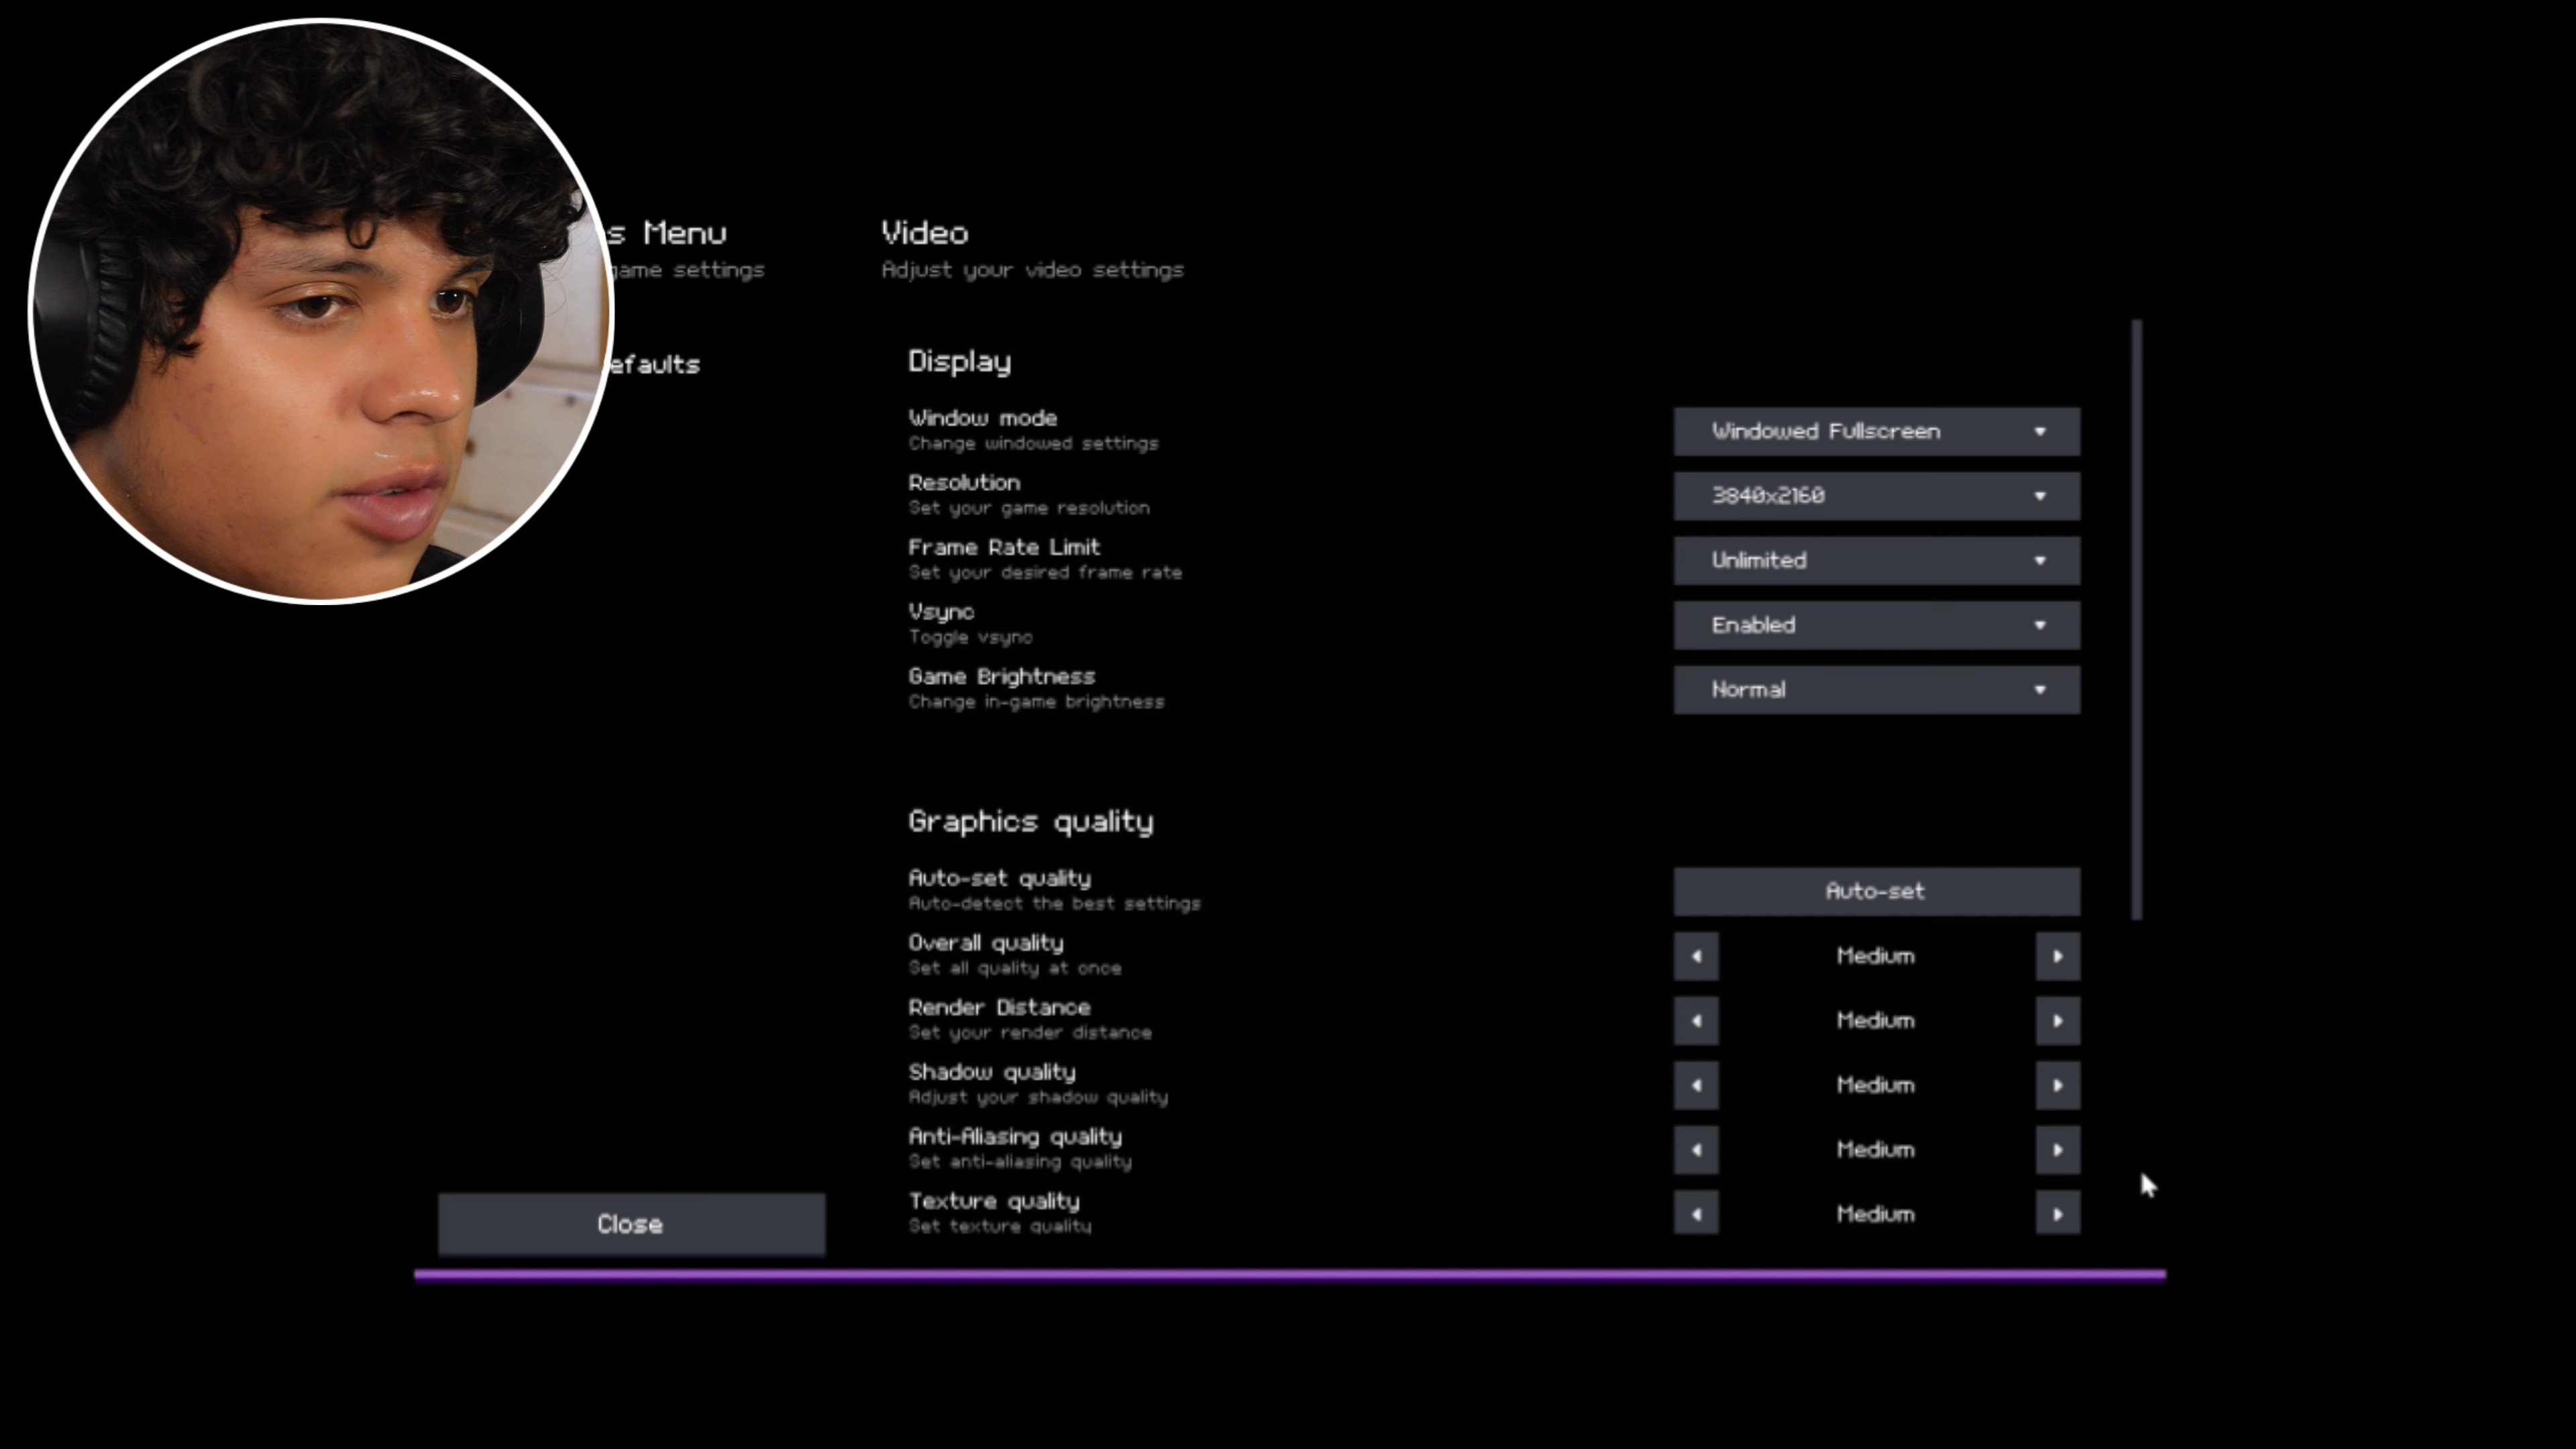 s Menu
game settings
efaults
Close
Video
Adjust your video settings
Display
Window mode
Change windowed settings
Windowed Fullscreen
Resolution
Set your game resolution
3840x2160
Frame Rate Limit
Set your desired frame rate
Unlimited
Vsync
Toggle vsync
Enabled
Game Brightness
Change in-game brightness
Normal
Graphics quality
Auto-set quality
Auto-detect the best settings
Auto-set
Overall quality
Set all quality at once
Medium
Render Distance
Set your render distance
Medium
Shadow quality
Adjust your shadow quality
Medium
Anti-Aliasing quality
Set anti-aliasing quality
Medium
Texture quality
Set texture quality
Medium